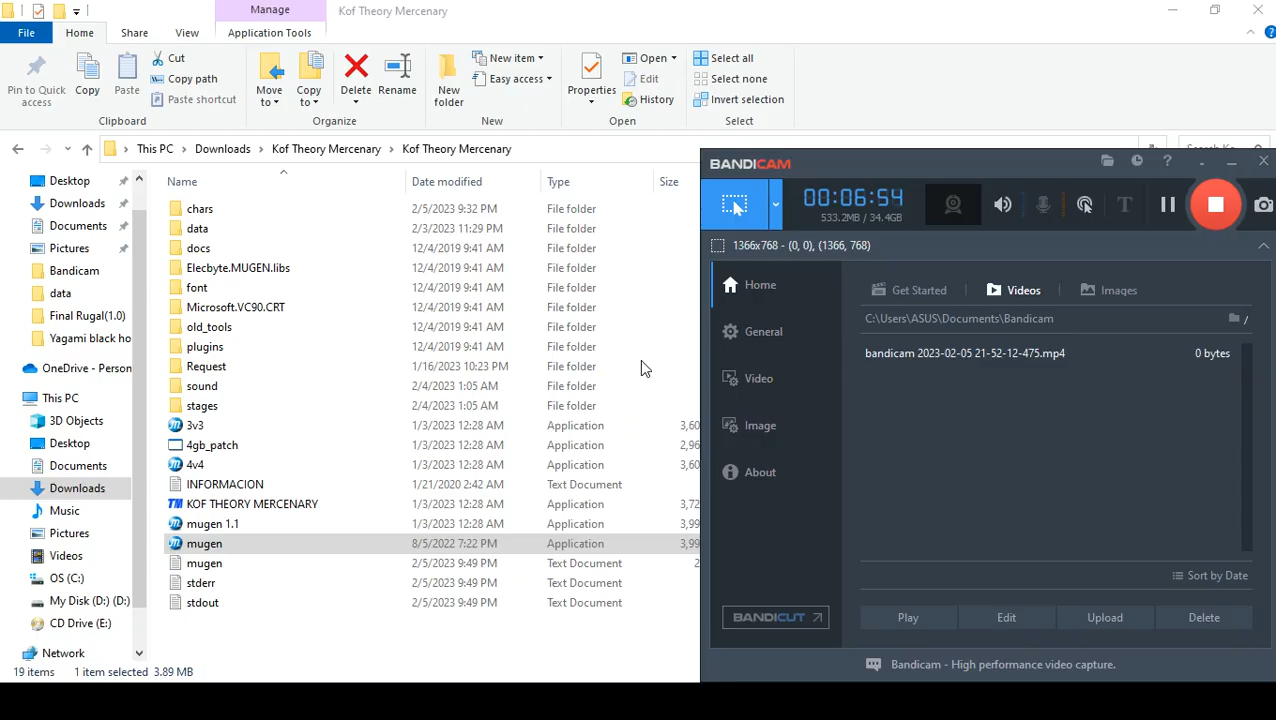 Manage
Kof Theory Mercenary
File
Home
Share
View
Application Tools
Pin to Quick access
Copy
Paste
Cut
Copy path
Paste shortcut
Clipboard
Move to
Copy to
Delete
Rename
Organize
New folder
New item
Easy access
New
Properties
Open
Edit
History
Open
Select all
Select none
Invert selection
Select
This PC
Downloads
Kof Theory Mercenary
Kof Theory Mercenary
Desktop
Downloads
Documents
Pictures
Bandicam
data
Final Rugal(1.0)
Yagami black ho
OneDrive - Person
This PC
3D Objects
Desktop
Documents
Downloads
Music
Pictures
Videos
OS (C:)
My Disk (D:) (D:)
CD Drive (E:)
Network
Name Date modified Type Size
chars 2/5/2023 9:32 PM File folder
data 2/3/2023 11:29 PM File folder
docs 12/4/2019 9:41 AM File folder
Elecbyte.MUGEN.libs 12/4/2019 9:41 AM File folder
font 12/4/2019 9:41 AM File folder
Microsoft.VC90.CRT 12/4/2019 9:41 AM File folder
old_tools 12/4/2019 9:41 AM File folder
plugins 12/4/2019 9:41 AM File folder
Request 1/16/2023 10:23 PM File folder
sound 2/4/2023 1:05 AM File folder
stages 2/4/2023 1:05 AM File folder
3v3 1/3/2023 12:28 AM Application 3,60
4gb_patch 1/3/2023 12:28 AM Application 2,96
4v4 1/3/2023 12:28 AM Application 3,60
INFORMACION 1/21/2020 2:42 AM Text Document
KOF THEORY MERCENARY 1/3/2023 12:28 AM Application 3,72
mugen 1.1 1/3/2023 12:28 AM Application 3,99
mugen 8/5/2022 7:22 PM Application 3,99
mugen 2/5/2023 9:49 PM Text Document 2
stderr 2/5/2023 9:49 PM Text Document
stdout 2/5/2023 9:49 PM Text Document
19 items 1 item selected 3.89 MB
BANDICAM
00:06:54
533.2MB / 34.4GB
1366x768 - (0, 0), (1366, 768)
Home
General
Video
Image
About
BANDICUT
Get Started
Videos
Images
C:\Users\ASUS\Documents\Bandicam
/
bandicam 2023-02-05 21-52-12-475.mp4 0 bytes
Sort by Date
Play Edit Upload Delete
Bandicam - High performance video capture.